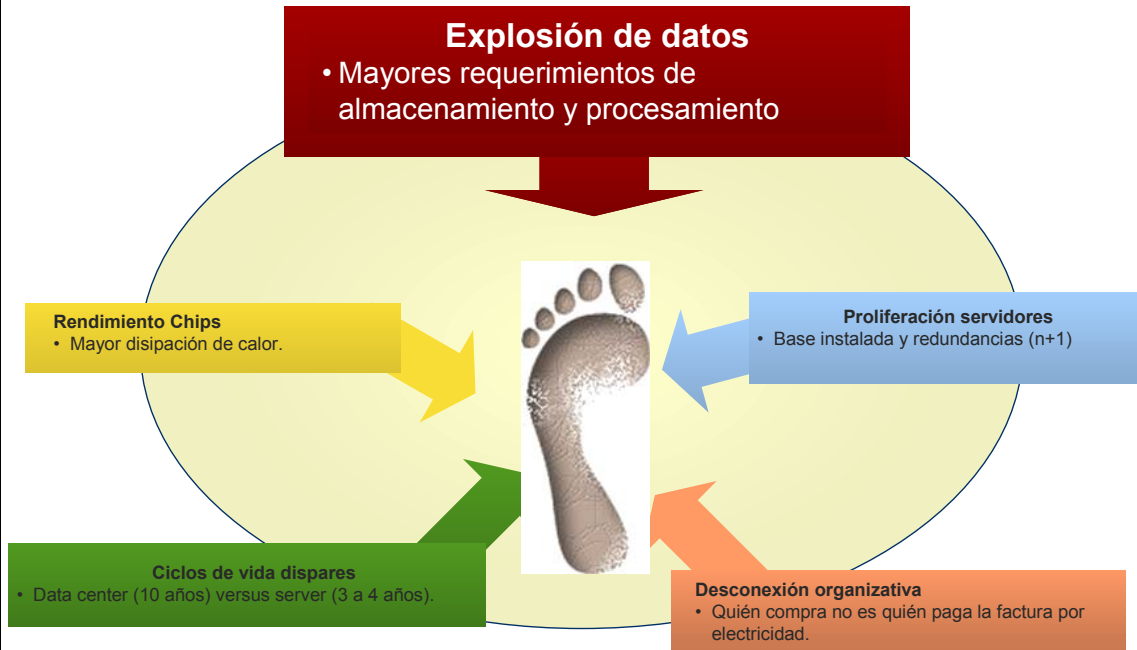 Explosión de datos
• Mayores requerimientos de
almacenamiento y procesamiento
Rendimiento Chips
• Mayor disipación de calor.
Proliferación servidores
• Base instalada y redundancias (n+1)
Ciclos de vida dispares
• Data center (10 años) versus server (3 a 4 años).
Desconexión organizativa
• Quién compra no es quién paga la factura por
electricidad.